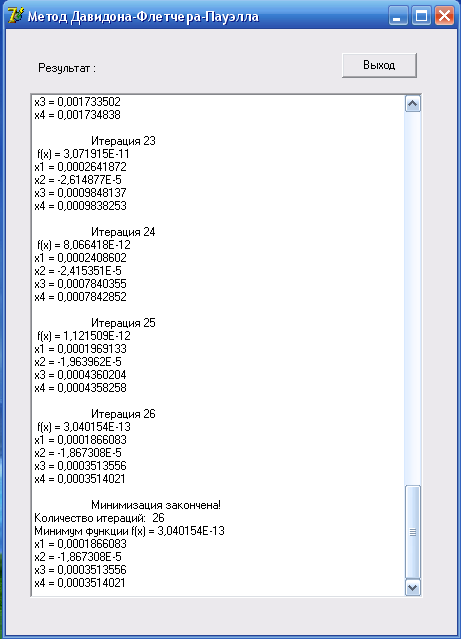 Метод Давидона-Флетчера-Пауэлла
Результат :
Выход
x3 = 0,001733502
x4 = 0,001734838
Итерация 23
f(x) = 3,071915E-11
x1 = 0,0002641872
x2 = -2,614877E-5
x3 = 0,0009848137
x4 = 0,0009838253
Итерация 24
f(x) = 8,066418E-12
x1 = 0,0002408602
x2 = -2,415351E-5
x3 = 0,0007840355
x4 = 0,0007842852
Итерация 25
f(x) = 1,121509E-12
x1 = 0,0001969133
x2 = -1,963962E-5
x3 = 0,0004360204
x4 = 0,0004358258
Итерация 26
f(x) = 3,040154E-13
x1 = 0,0001866083
x2 = -1,867308E-5
x3 = 0,0003513556
x4 = 0,0003514021
Минимизация закончена!
Количество итераций:  26
Минимум функции f(x) = 3,040154E-13
x1 = 0,0001866083
x2 = -1,867308E-5
x3 = 0,0003513556
x4 = 0,0003514021